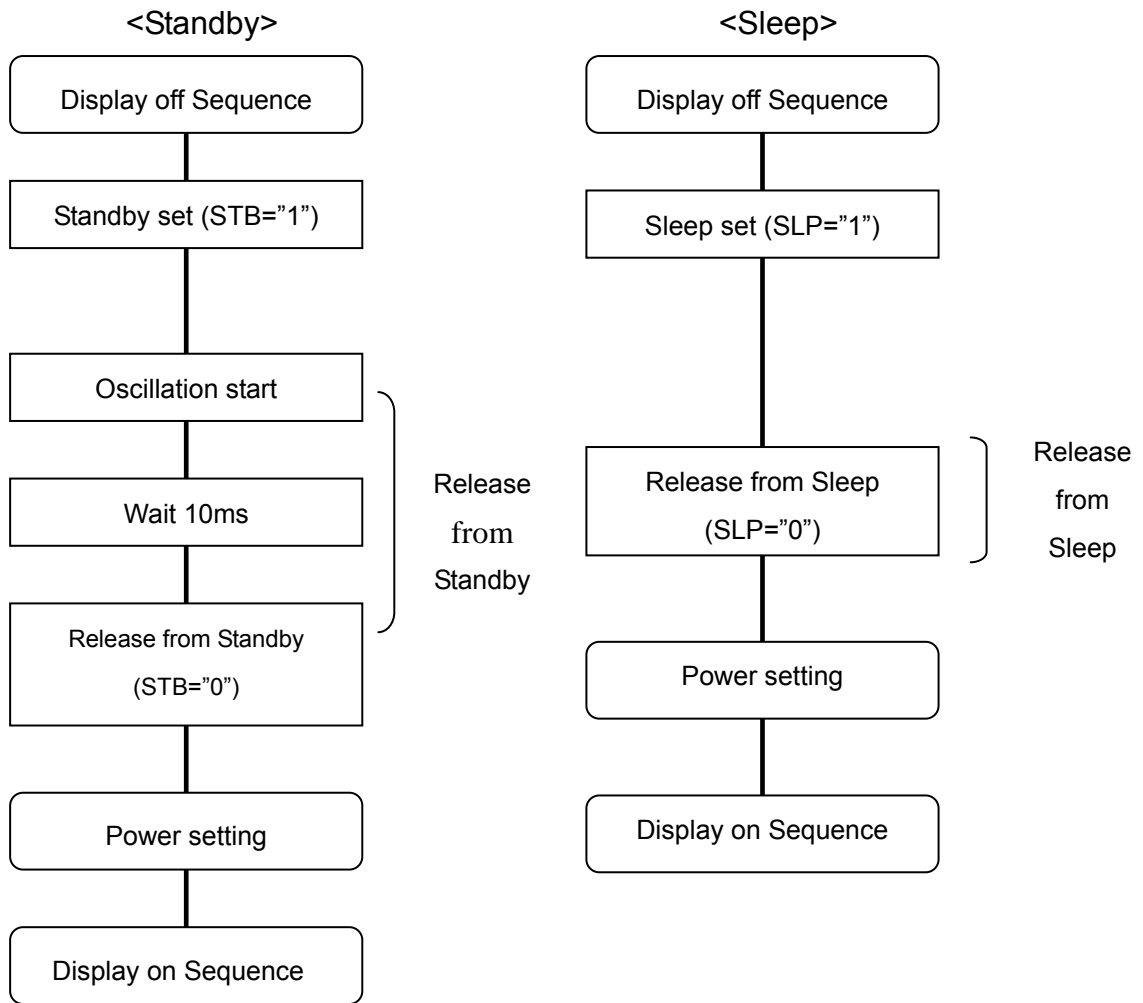 <Standby>
Display off Sequence
Standby set (STB=”1”)
Oscillation start
Wait 10ms
Release from Standby
(STB=”0”)
Release
from
Standby
Power setting
Display on Sequence
<Sleep>
Display off Sequence
Sleep set (SLP=”1”)
Release from Sleep
(SLP=”0”)
Release
from
Sleep
Power setting
Display on Sequence